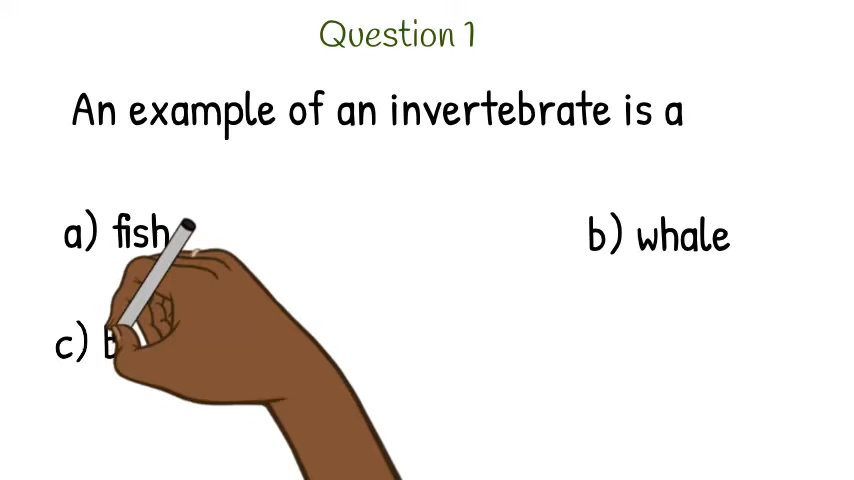 Question 1
An example of an invertebrate is a
a) fish
b) whale
c)